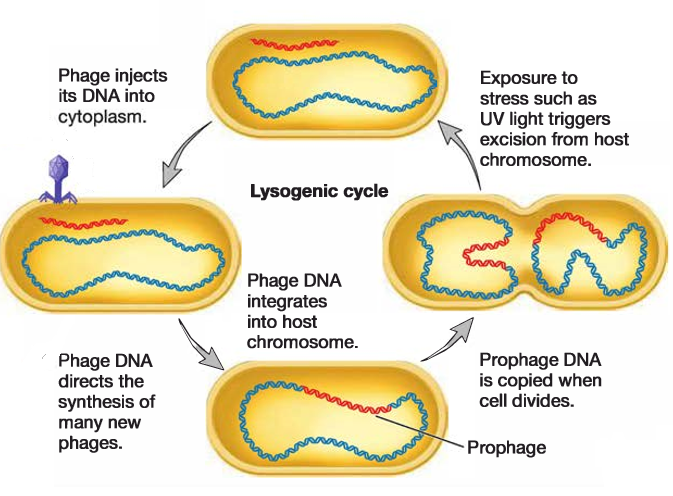 Phage injects
its DNA into
cytoplasm.
Exposure to
stress such as
UV light triggers
excision from host
chromosome.
Lysogenic cycle
Phage DNA
integrates
into host
chromosome.
Phage DNA
directs the
synthesis of
many new
phages.
Prophage DNA
is copied when
cell divides.
Prophage